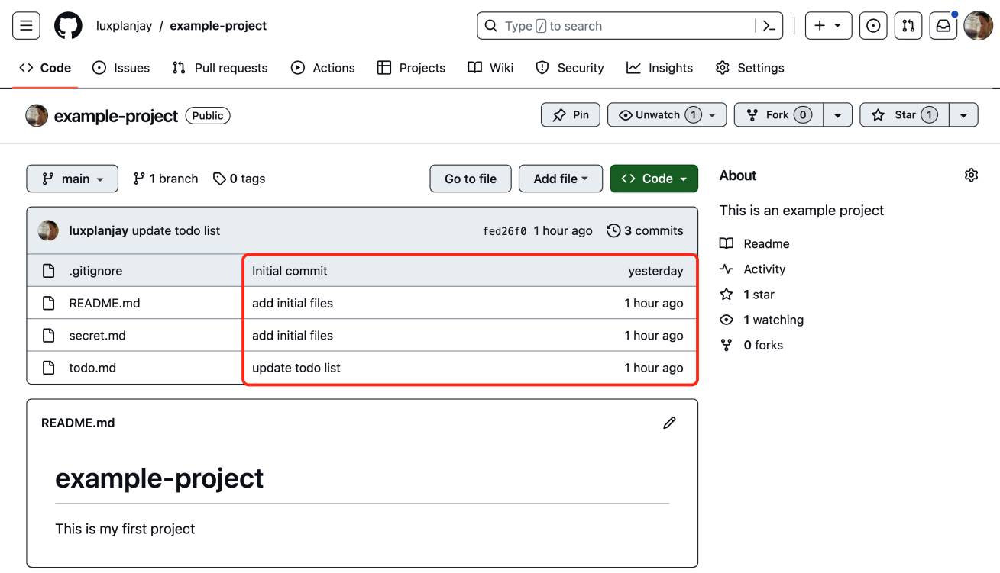 luxplanjay / example-project
Type / to search
Code Issues Pull requests Actions Projects Wiki Security Insights Settings
example-project Public
Pin Unwatch 1 Fork 0 Star 1
main 1 branch 0 tags Go to file Add file Code
luxplanjay update todo list fed26f0 1 hour ago 3 commits
.gitignore Initial commit yesterday
README.md add initial files 1 hour ago
secret.md add initial files 1 hour ago
todo.md update todo list 1 hour ago
README.md
example-project
This is my first project
About
This is an example project
Readme
Activity
1 star
1 watching
0 forks